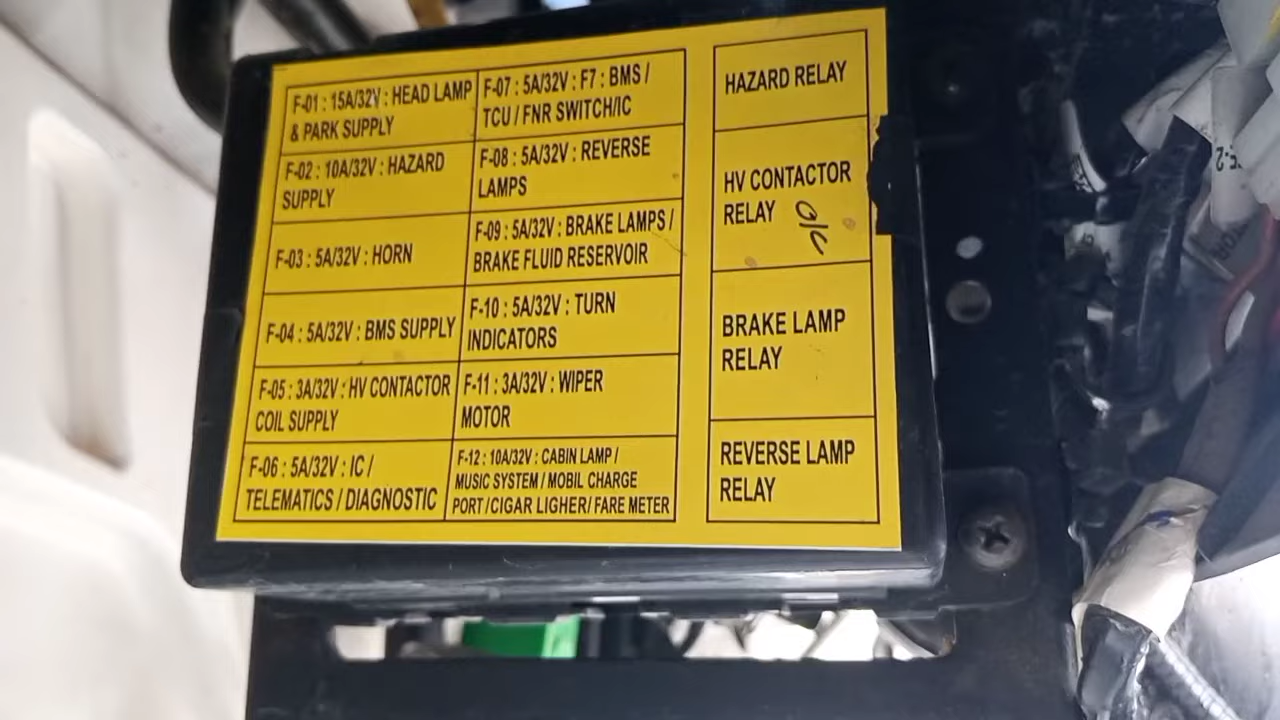 F-01 : 15A/32V : HEAD LAMP
& PARK SUPPLY
F-02 : 10A/32V : HAZARD
SUPPLY
F-03 : 5A/32V : HORN
F-04 : 5A/32V : BMS SUPPLY
F-05 : 3A/32V : HV CONTACTOR
COIL SUPPLY
F-06 : 5A/32V : IC /
TELEMATICS / DIAGNOSTIC
F-07 : 5A/32V : F7 : BMS /
TCU / FNR SWITCH/IC
F-08 : 5A/32V : REVERSE
LAMPS
F-09 : 5A/32V : BRAKE LAMPS /
BRAKE FLUID RESERVOIR
F-10 : 5A/32V : TURN
INDICATORS
F-11 : 3A/32V : WIPER
MOTOR
F-12 : 10A/32V : CABIN LAMP /
MUSIC SYSTEM / MOBIL CHARGE
PORT /CIGAR LIGHER/ FARE METER
HAZARD RELAY
HV CONTACTOR
RELAY
O/C
BRAKE LAMP
RELAY
REVERSE LAMP
RELAY